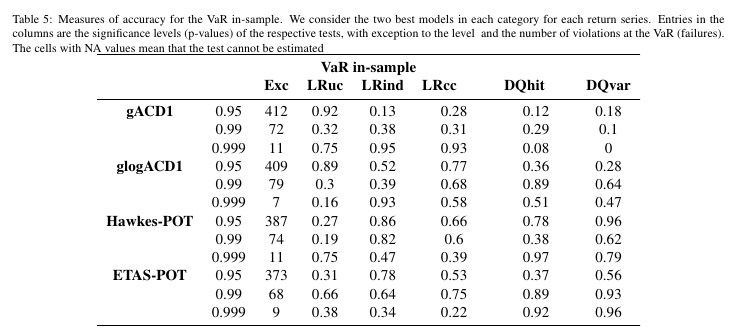 Table 5: Measures of accuracy for the VaR in-sample. We consider the two best models in each category for each return series. Entries in the
columns are the significance levels (p-values) of the respective tests, with exception to the level and the number of violations at the VaR (failures).
The cells with NA values mean that the test cannot be estimated
VaR in-sample
Exc LRuc LRind LRcc DQhit DQvar
gACD1 0.95 412 0.92 0.13 0.28 0.12 0.18
0.99 72 0.32 0.38 0.31 0.29 0.1
0.999 11 0.75 0.95 0.93 0.08 0
glogACD1 0.95 409 0.89 0.52 0.77 0.36 0.28
0.99 79 0.3 0.39 0.68 0.89 0.64
0.999 7 0.16 0.93 0.58 0.51 0.47
Hawkes-POT 0.95 387 0.27 0.86 0.66 0.78 0.96
0.99 74 0.19 0.82 0.6 0.38 0.62
0.999 11 0.75 0.47 0.39 0.97 0.79
ETAS-POT 0.95 373 0.31 0.78 0.53 0.37 0.56
0.99 68 0.66 0.64 0.75 0.89 0.93
0.999 9 0.38 0.34 0.22 0.92 0.96